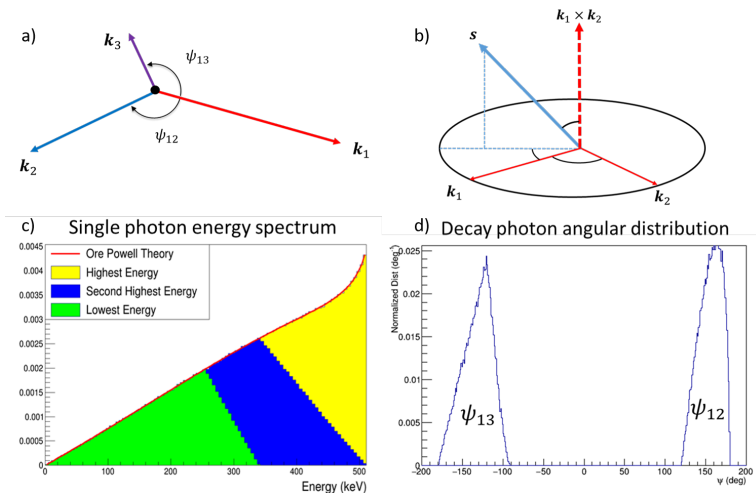 a)
k₃
ψ₁₃
ψ₁₂
k₁
k₂
b)
k₁ × k₂
s
k₁
k₂
c) Single photon energy spectrum
0.0045
0.004
0.0035
0.003
0.0025
0.002
0.0015
0.001
0.0005
0
Ore Powell Theory
Highest Energy
Second Highest Energy
Lowest Energy
0 100 200 300 400 500
Energy (keV)
d) Decay photon angular distribution
Normalized Dist (deg⁻¹)
0.025
0.02
0.015
0.01
0.005
0
ψ₁₃
ψ₁₂
−200 −150 −100 −50 0 50 100 150 200
ψ (deg)